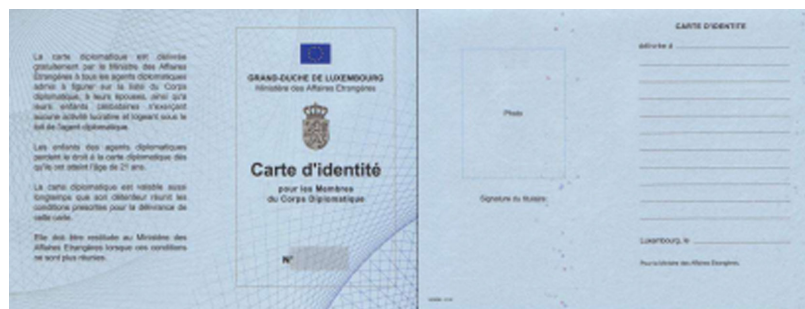 La carte diplomatique est délivrée
gratuitement par le Ministre des Affaires
Etrangères à tous les agents diplomatiques
admis à figurer sur la liste du Corps
diplomatique, à leurs épouses, ainsi qu'à
leurs enfants célibataires n'exerçant
aucune activité lucrative et logeant sous le
toit de l'agent diplomatique.
Les enfants des agents diplomatiques
perdent le droit à la carte diplomatique dès
qu'ils ont atteint l'âge de 21 ans.
La carte diplomatique est valable aussi
longtemps que son détenteur réunit les
conditions prescrites pour la délivrance de
cette carte.
Elle doit être restituée au Ministère des
Affaires Etrangères lorsque ces conditions
ne sont plus réunies.
GRAND-DUCHE DE LUXEMBOURG
Ministère des Affaires Etrangères
Carte d'identité
pour les Membres
du Corps Diplomatique
N°
Photo
Signature du titulaire
CARTE D'IDENTITE
délivrée à
Luxembourg, le
Pour le Ministre des Affaires Etrangères,